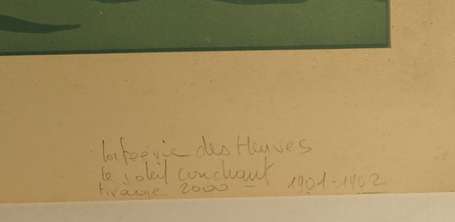 la féerie des Heures
le soleil couchant
tirage 2000 - 1901-1902